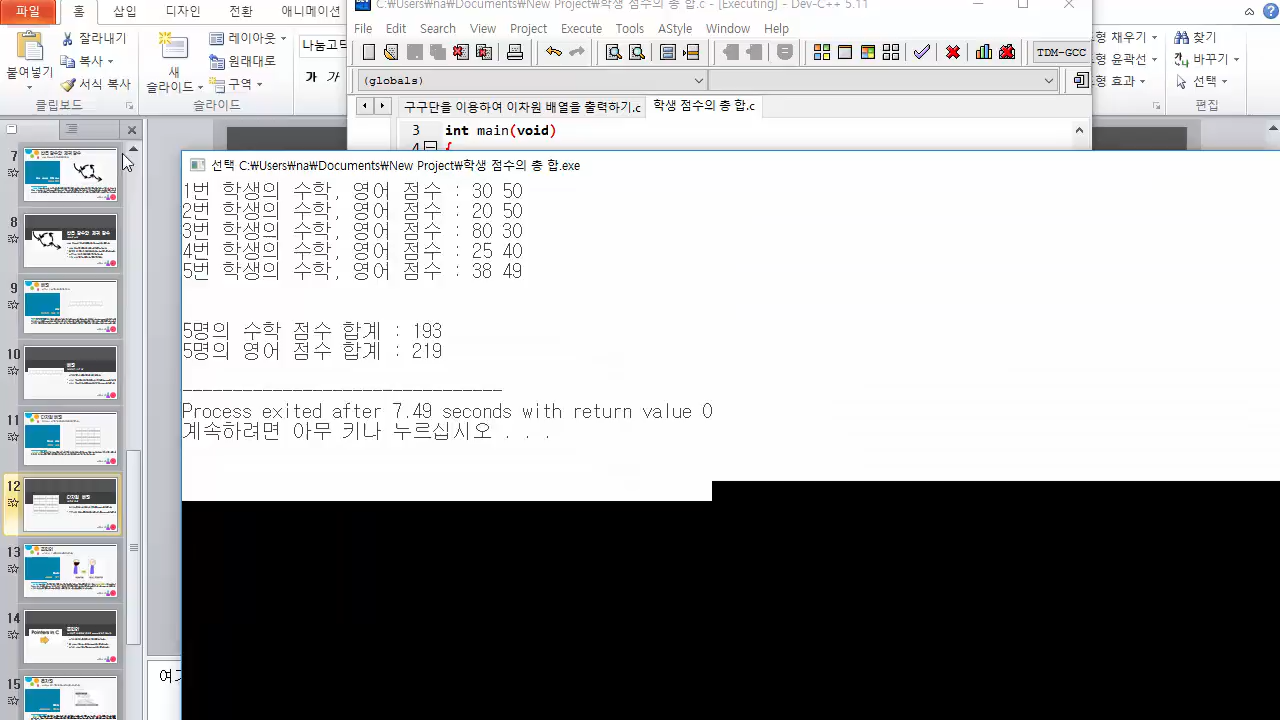 파일 홈 삽입 디자인 전환 애니메이션
C:\Users\na\Documents\New Project\학생 점수의 총 합.c - [Executing] - Dev-C++ 5.11
File Edit Search View Project Execute Tools AStyle Window Help
붙여넣기
잘라내기
복사
서식 복사
클립보드
새
슬라이드
레이아웃
원래대로
구역
슬라이드
나눔고딕
가 가
TDM-GCC
(globals)
구구단을 이용하여 이차원 배열을 출력하기.c 학생 점수의 총 합.c
3 int main(void)
4 {
형 채우기
형 윤곽선
형 효과
찾기
바꾸기
선택
편집
선택 C:\Users\na\Documents\New Project\학생 점수의 총 합.exe
1번 학생의 수학, 영어 점수 : 30 50
2번 학생의 수학, 영어 점수 : 20 50
3번 학생의 수학, 영어 점수 : 80 30
4번 학생의 수학, 영어 점수 : 25 40
5번 학생의 수학, 영어 점수 : 38 49
5명의 수학 점수 합계 : 193
5명의 영어 점수 합계 : 219
--------------------------------
Process exited after 7.49 seconds with return value 0
계속하려면 아무 키나 누르십시오 . . .
7
8
9
10
11
12
13
14
Pointers in C
15